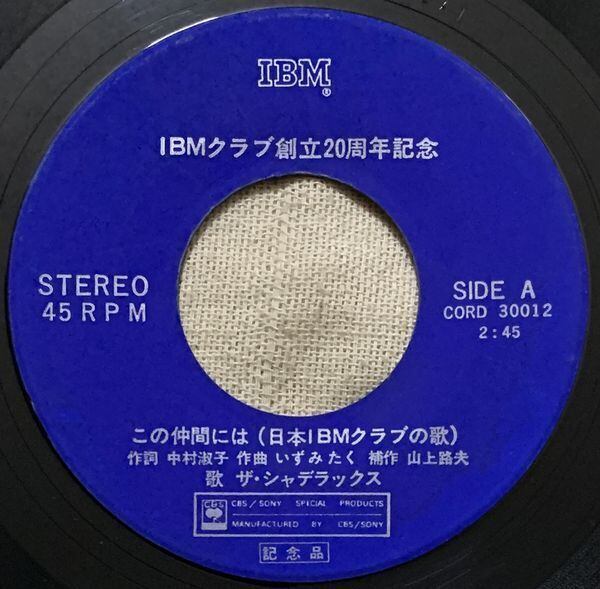 IBM®
IBMクラブ創立20周年記念
STEREO
45 RPM
SIDE A
CORD 30012
2:45
この仲間には(日本IBMクラブの歌)
作詞 中村淑子 作曲 いずみたく 補作 山上路夫
歌 ザ・シャデラックス
CBS
CBS/SONY SPECIAL PRODUCTS
MANUFACTURED BY CBS/SONY
記念品